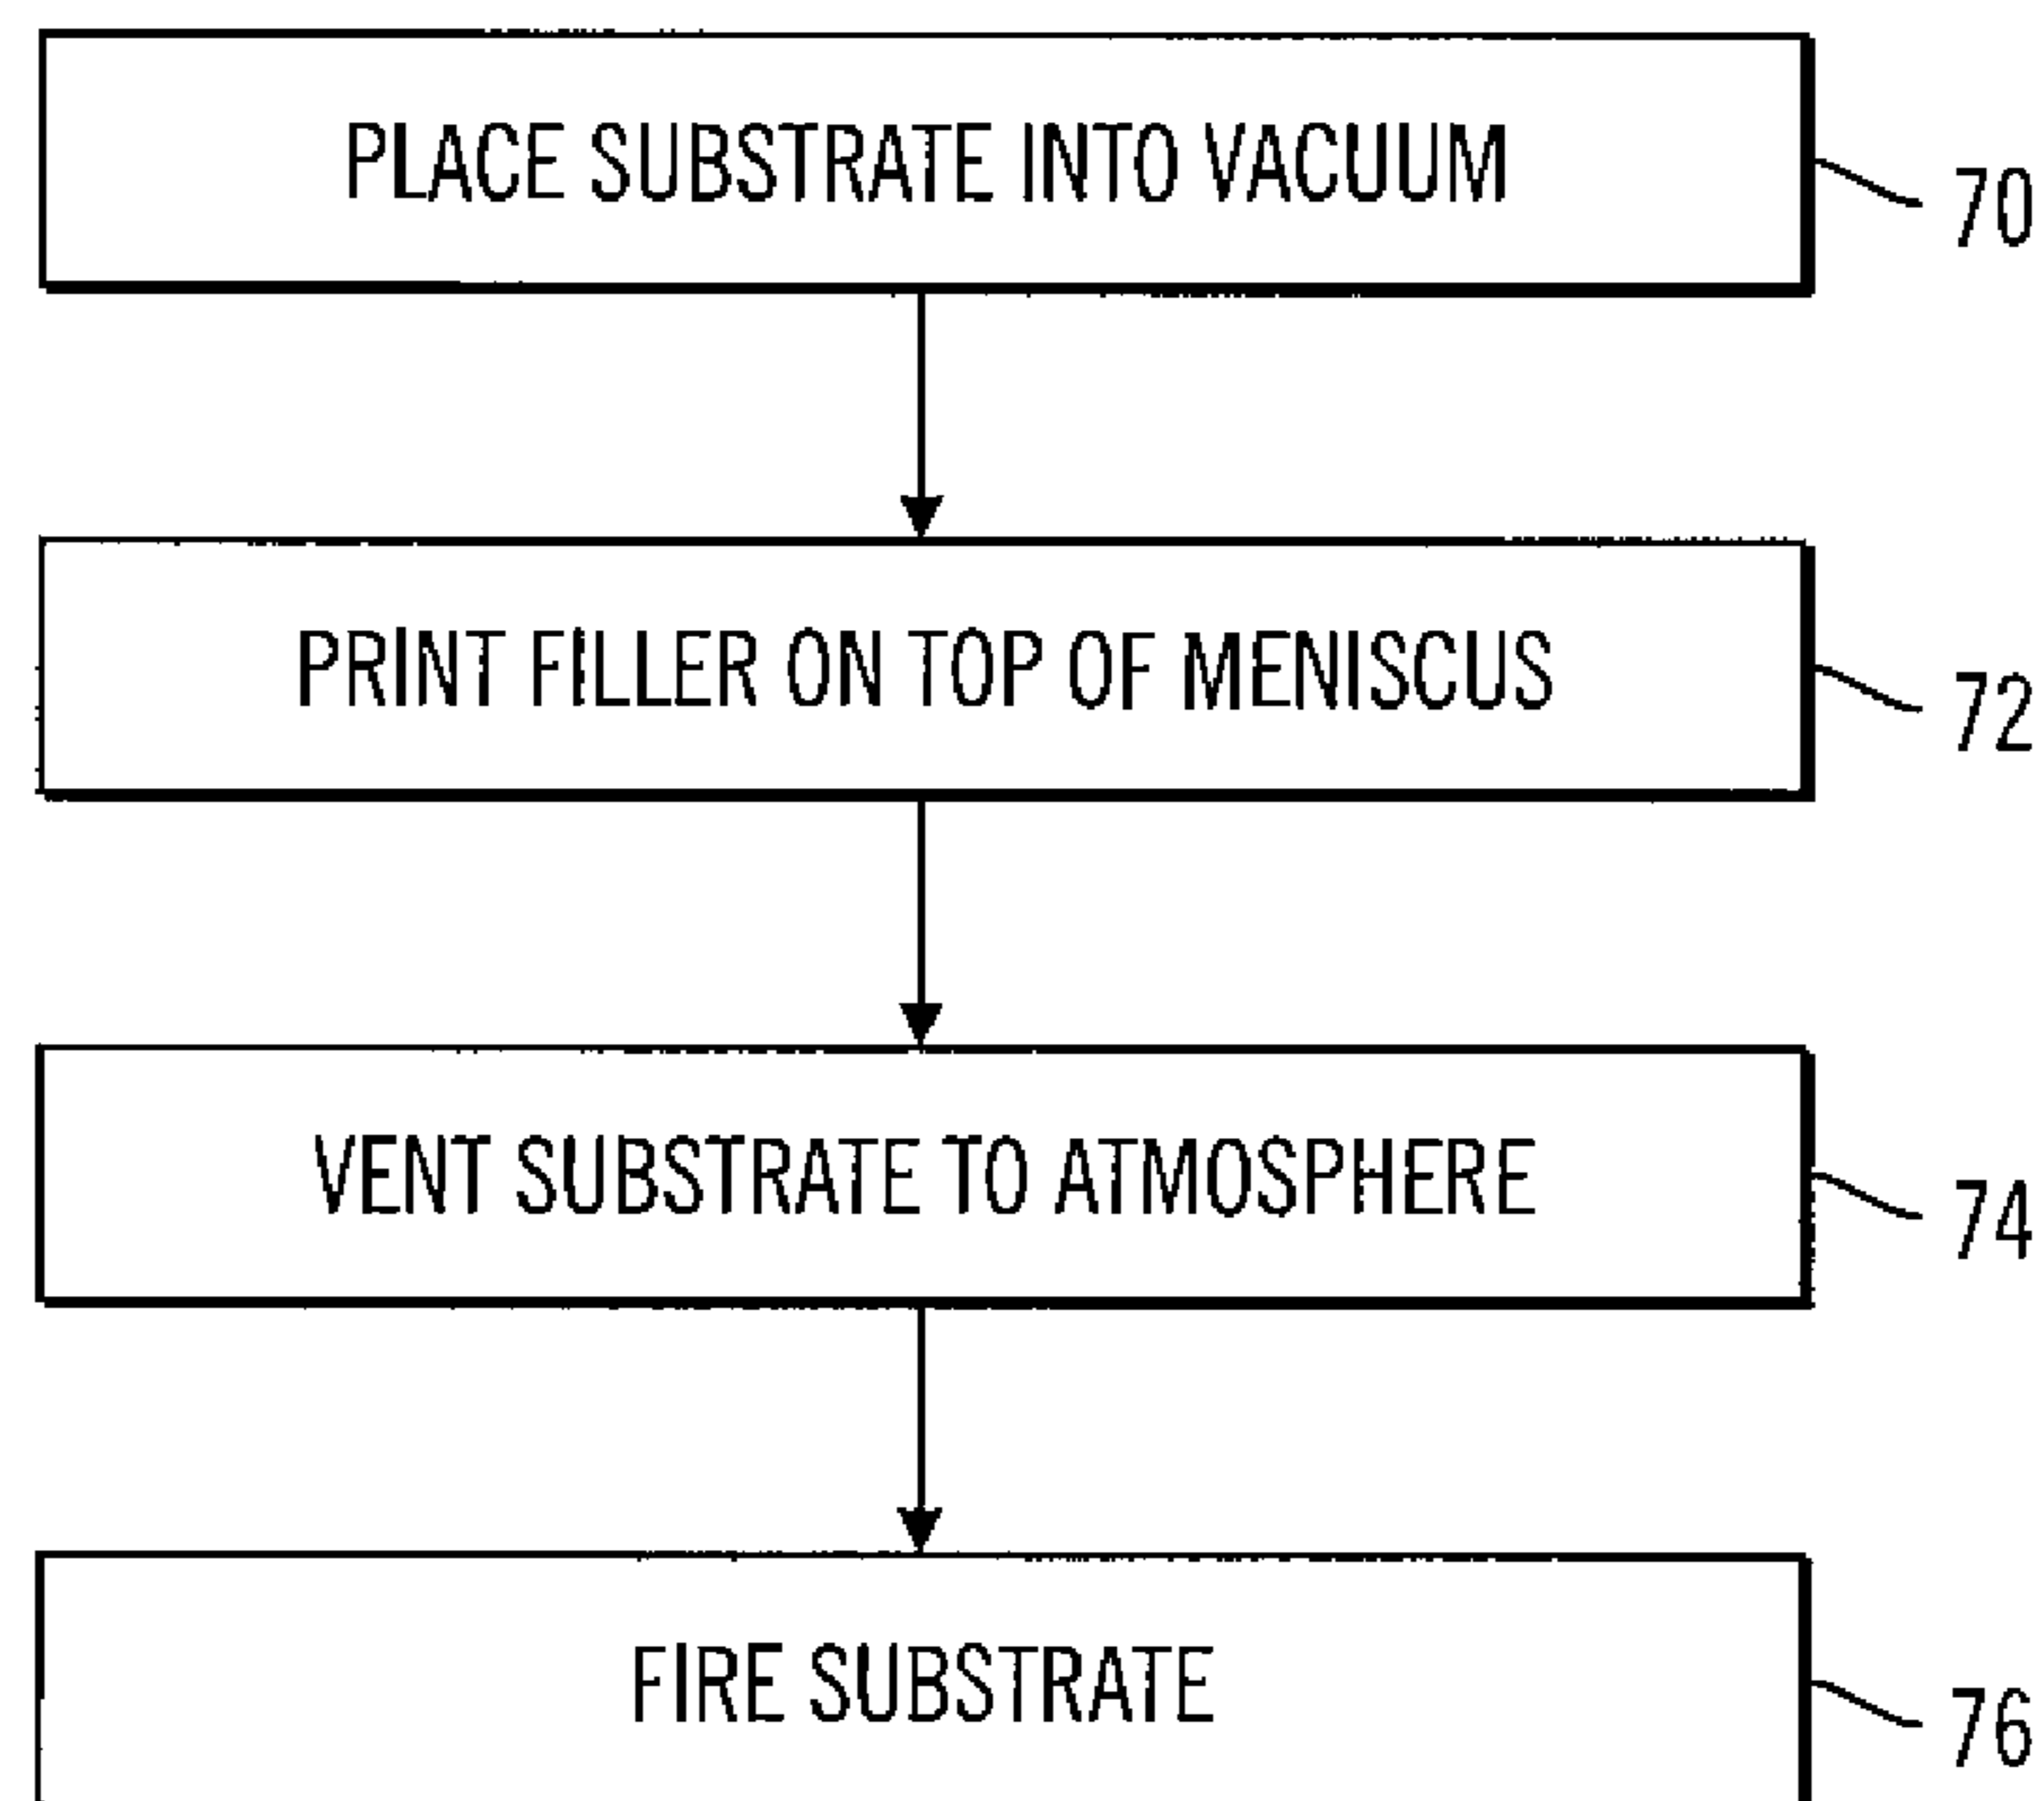 PLACE SUBSTRATE INTO VACUUM
70
PRINT FILLER ON TOP OF MENISCUS
72
VENT SUBSTRATE TO ATMOSPHERE
74
FIRE SUBSTRATE
76